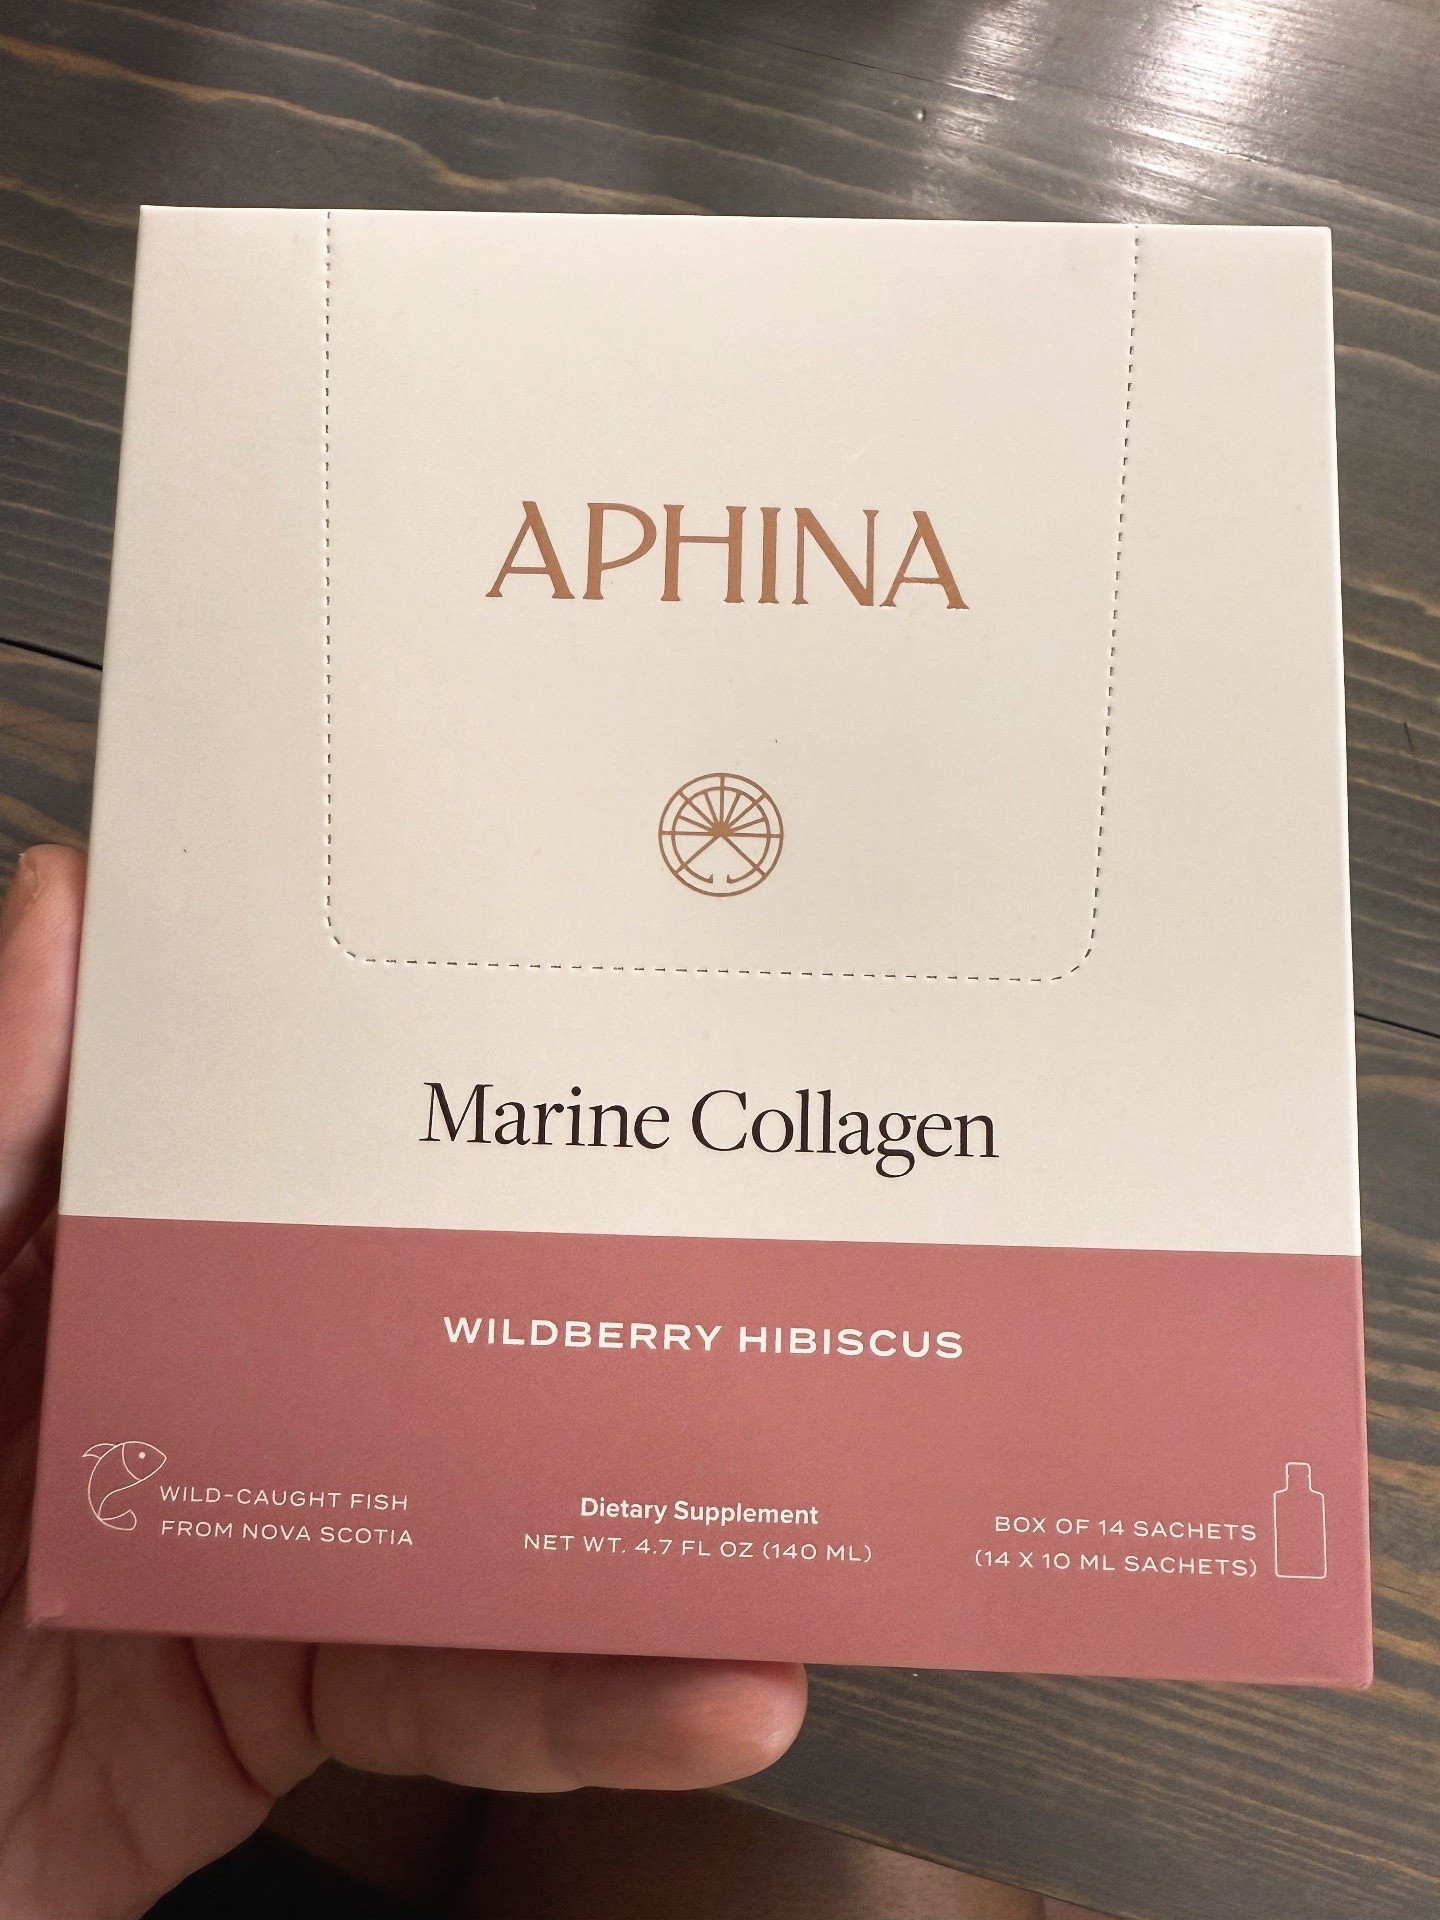 APHINA
Marine Collagen
WILDBERRY HIBISCUS
WILD-CAUGHT FISH
FROM NOVA SCOTIA
Dietary Supplement
NET WT. 4.7 FL OZ (140 ML)
BOX OF 14 SACHETS
(14 X 10 ML SACHETS)